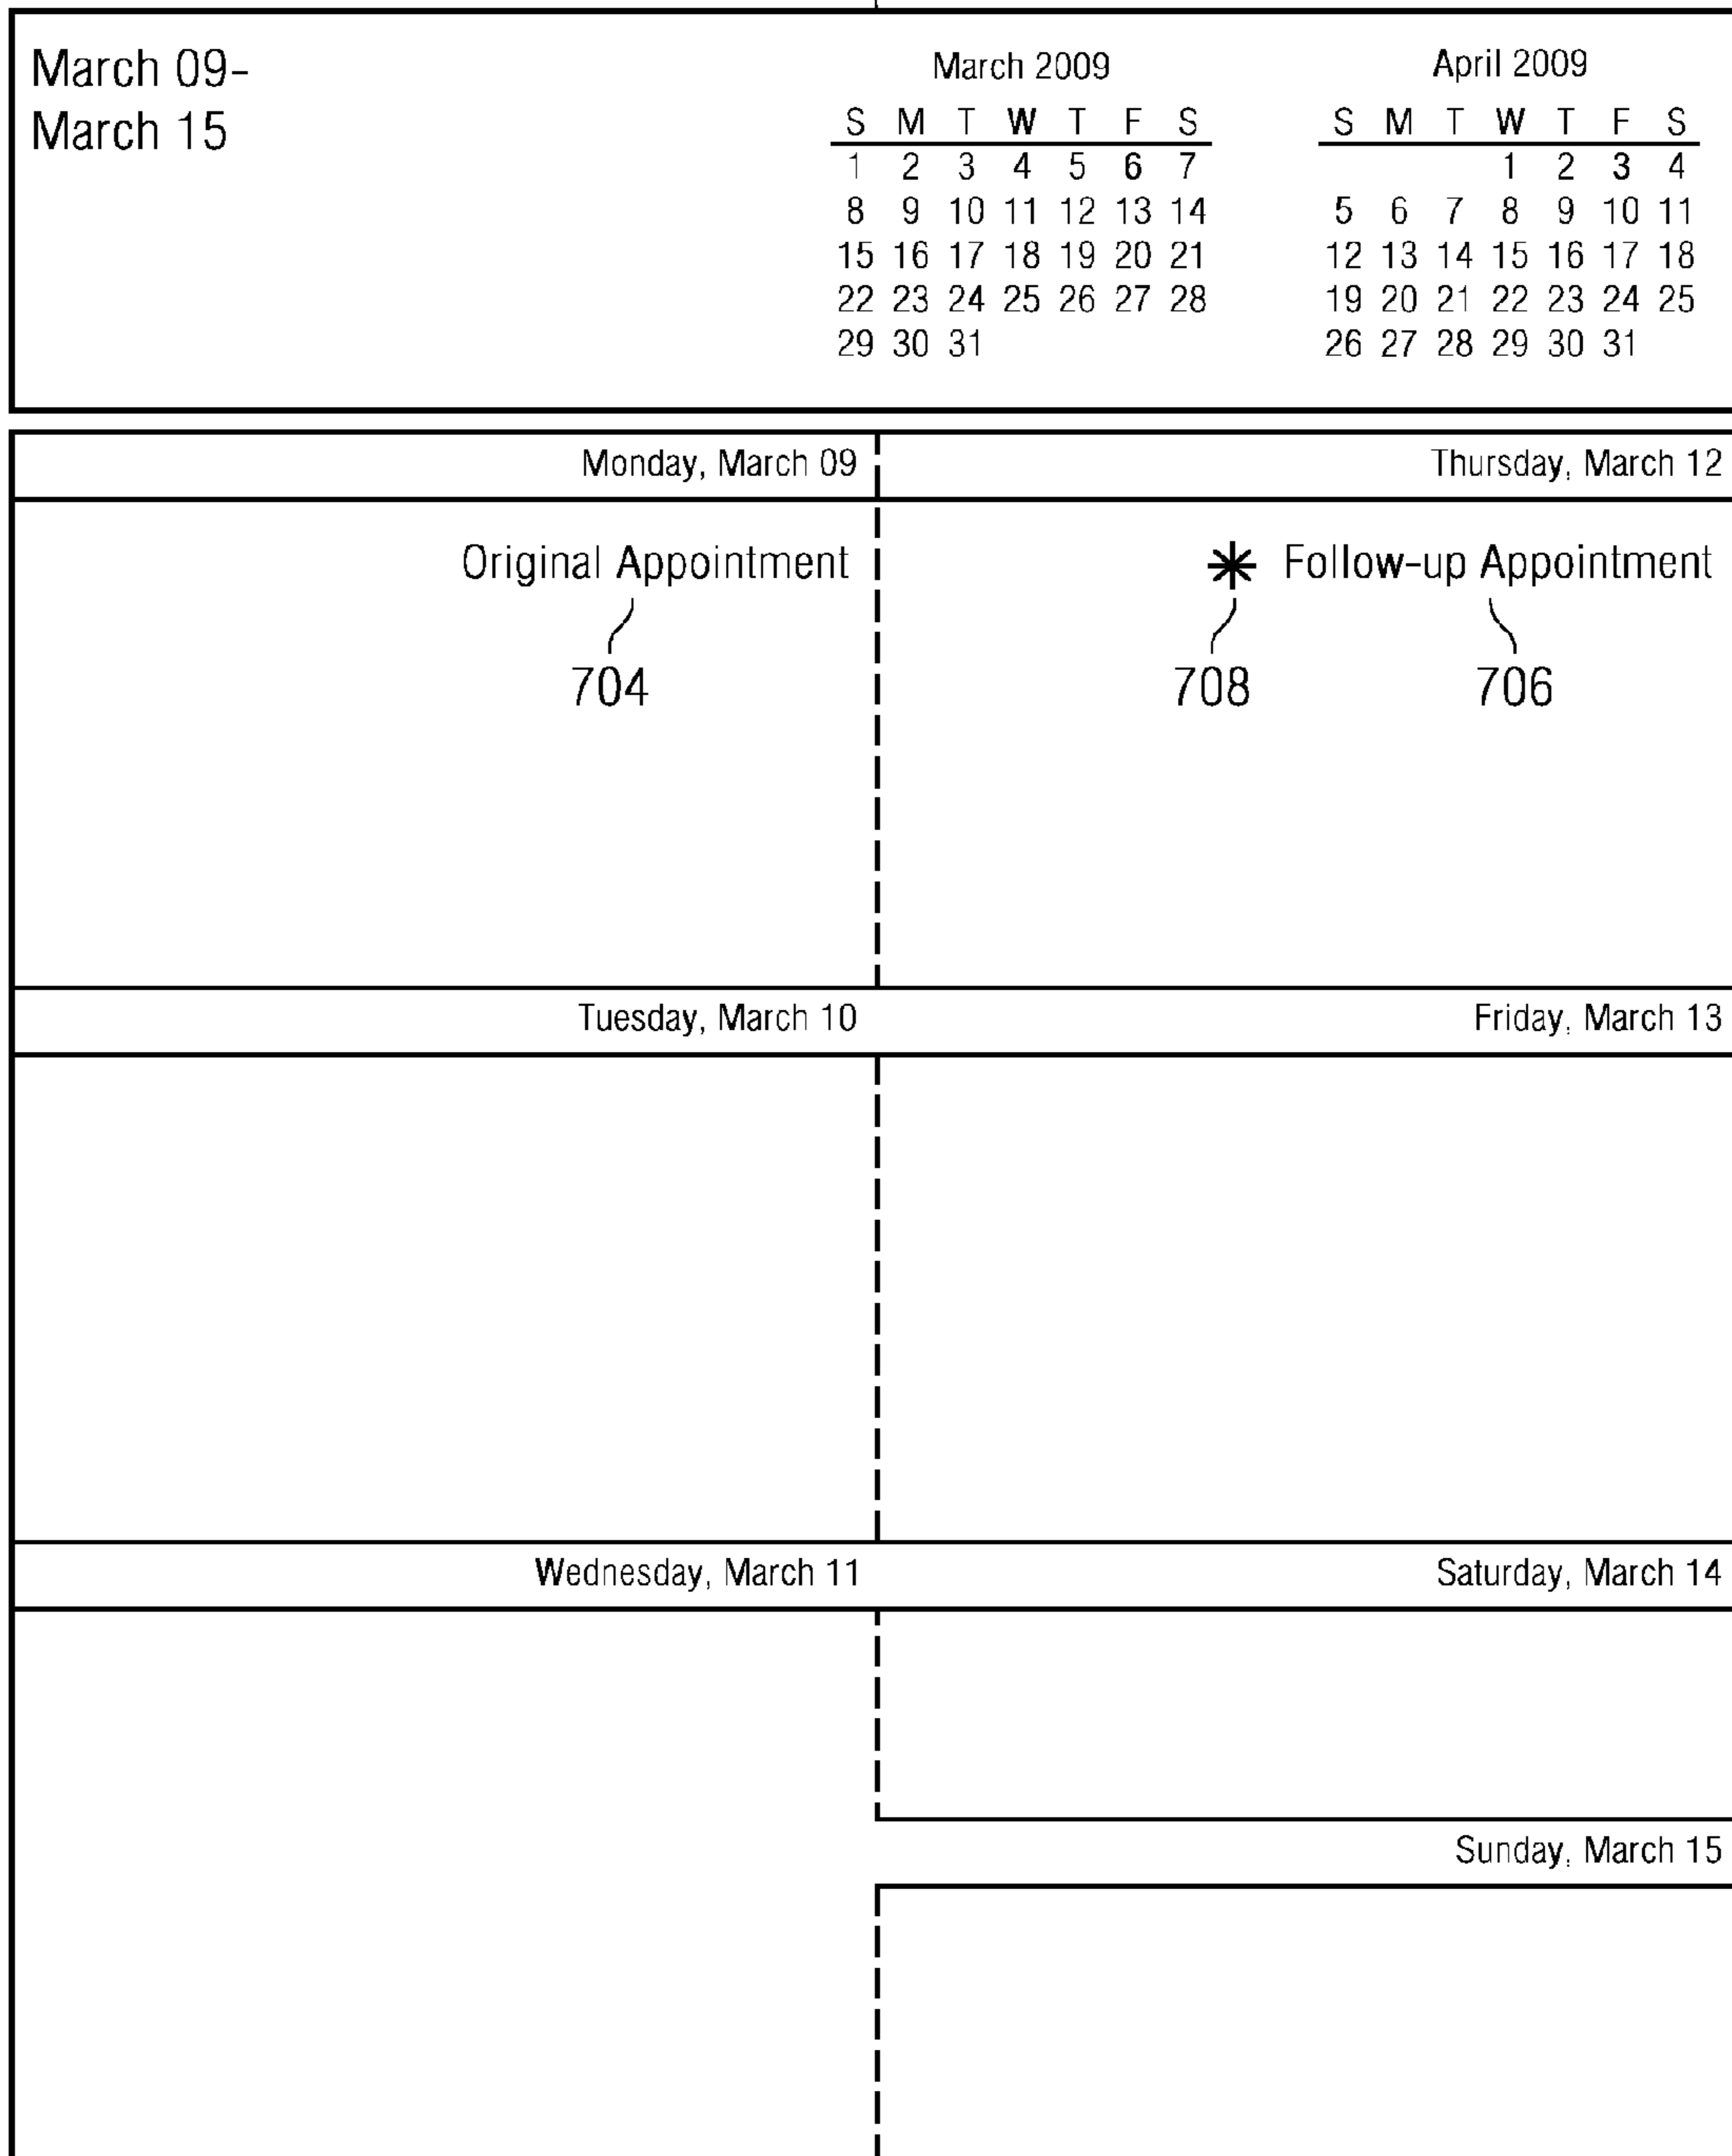 March 09-
March 15
March 2009
S M T W T F S
1 2 3 4 5 6 7
8 9 10 11 12 13 14
15 16 17 18 19 20 21
22 23 24 25 26 27 28
29 30 31
April 2009
S M T W T F S
1 2 3 4
5 6 7 8 9 10 11
12 13 14 15 16 17 18
19 20 21 22 23 24 25
26 27 28 29 30 31
Monday, March 09
Original Appointment
704
Thursday, March 12
* Follow-up Appointment
708 706
Tuesday, March 10
Friday, March 13
Wednesday, March 11
Saturday, March 14
Sunday, March 15